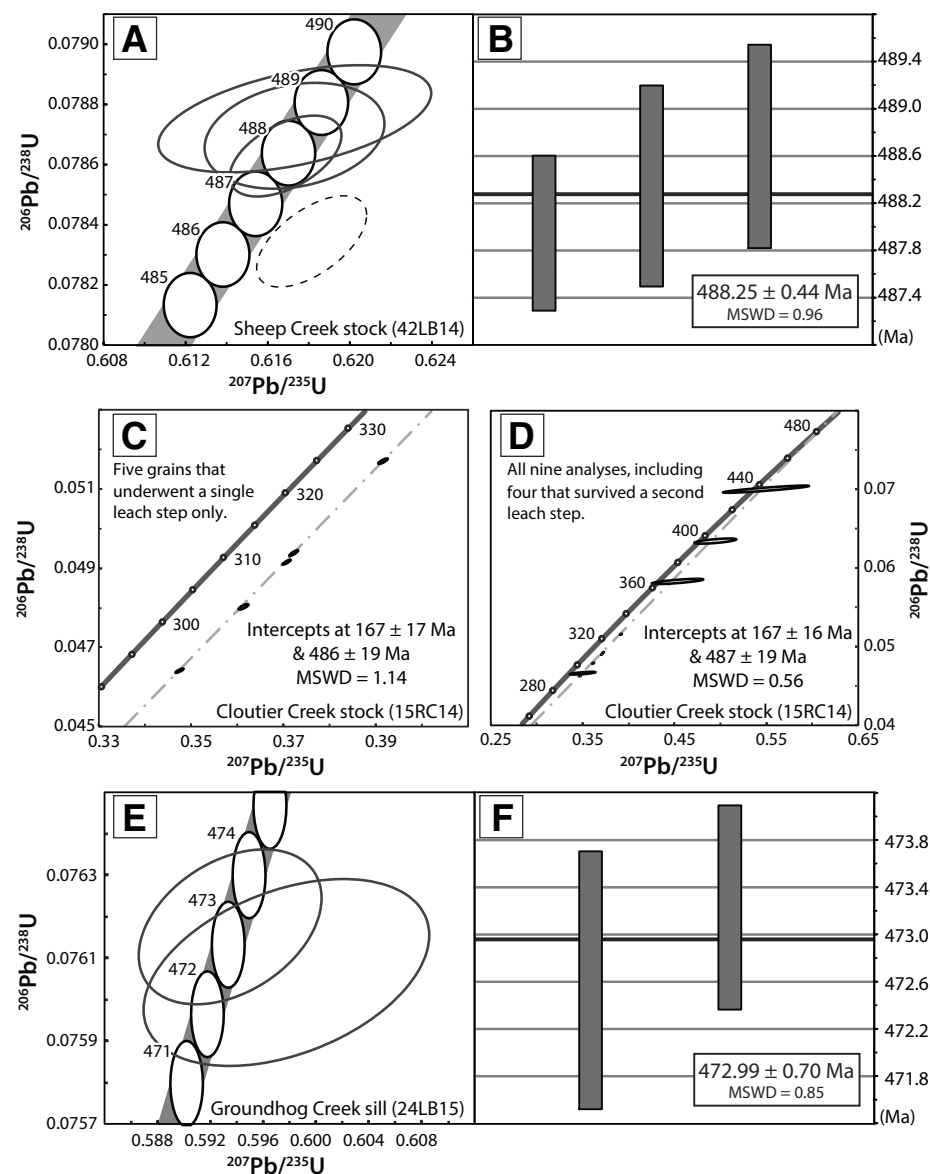 A
0.0790
0.0788
0.0786
0.0784
0.0782
0.0780
²⁰⁶Pb/²³⁸U
490
489
488
487
486
485
Sheep Creek stock (42LB14)
0.608
0.612
0.616
0.620
0.624
²⁰⁷Pb/²³⁵U
B
489.4
489.0
488.6
488.2
487.8
487.4
(Ma)
488.25 ± 0.44 Ma
MSWD = 0.96
C
Five grains that
underwent a single
leach step only.
0.051
0.049
0.047
0.045
²⁰⁶Pb/²³⁸U
330
320
310
300
Intercepts at 167 ± 17 Ma
& 486 ± 19 Ma
MSWD = 1.14
Cloutier Creek stock (15RC14)
0.33
0.35
0.37
0.39
²⁰⁷Pb/²³⁵U
D
All nine analyses, including
four that survived a second
leach step.
480
440
400
360
320
280
0.07
0.06
0.05
0.04
²⁰⁶Pb/²³⁸U
Intercepts at 167 ± 16 Ma
& 487 ± 19 Ma
MSWD = 0.56
Cloutier Creek stock (15RC14)
0.25
0.35
0.45
0.55
0.65
²⁰⁷Pb/²³⁵U
E
0.0763
0.0761
0.0759
0.0757
²⁰⁶Pb/²³⁸U
474
473
472
471
Groundhog Creek sill (24LB15)
0.588
0.592
0.596
0.600
0.604
0.608
²⁰⁷Pb/²³⁵U
F
473.8
473.4
473.0
472.6
472.2
471.8
(Ma)
472.99 ± 0.70 Ma
MSWD = 0.85